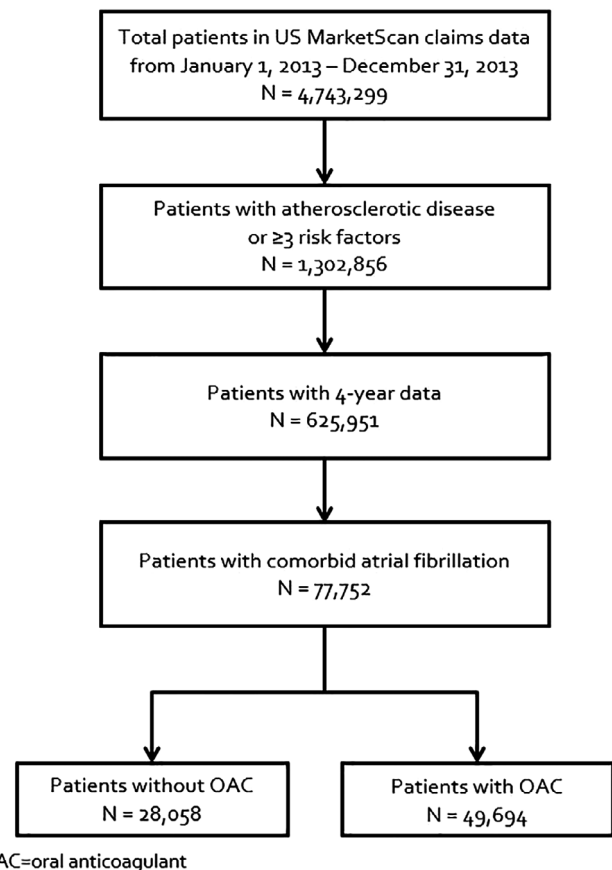 Total patients in US MarketScan claims data
from January 1, 2013 – December 31, 2013
N = 4,743,299
Patients with atherosclerotic disease
or ≥3 risk factors
N = 1,302,856
Patients with 4-year data
N = 625,951
Patients with comorbid atrial fibrillation
N = 77,752
Patients without OAC
N = 28,058
Patients with OAC
N = 49,694
AC=oral anticoagulant